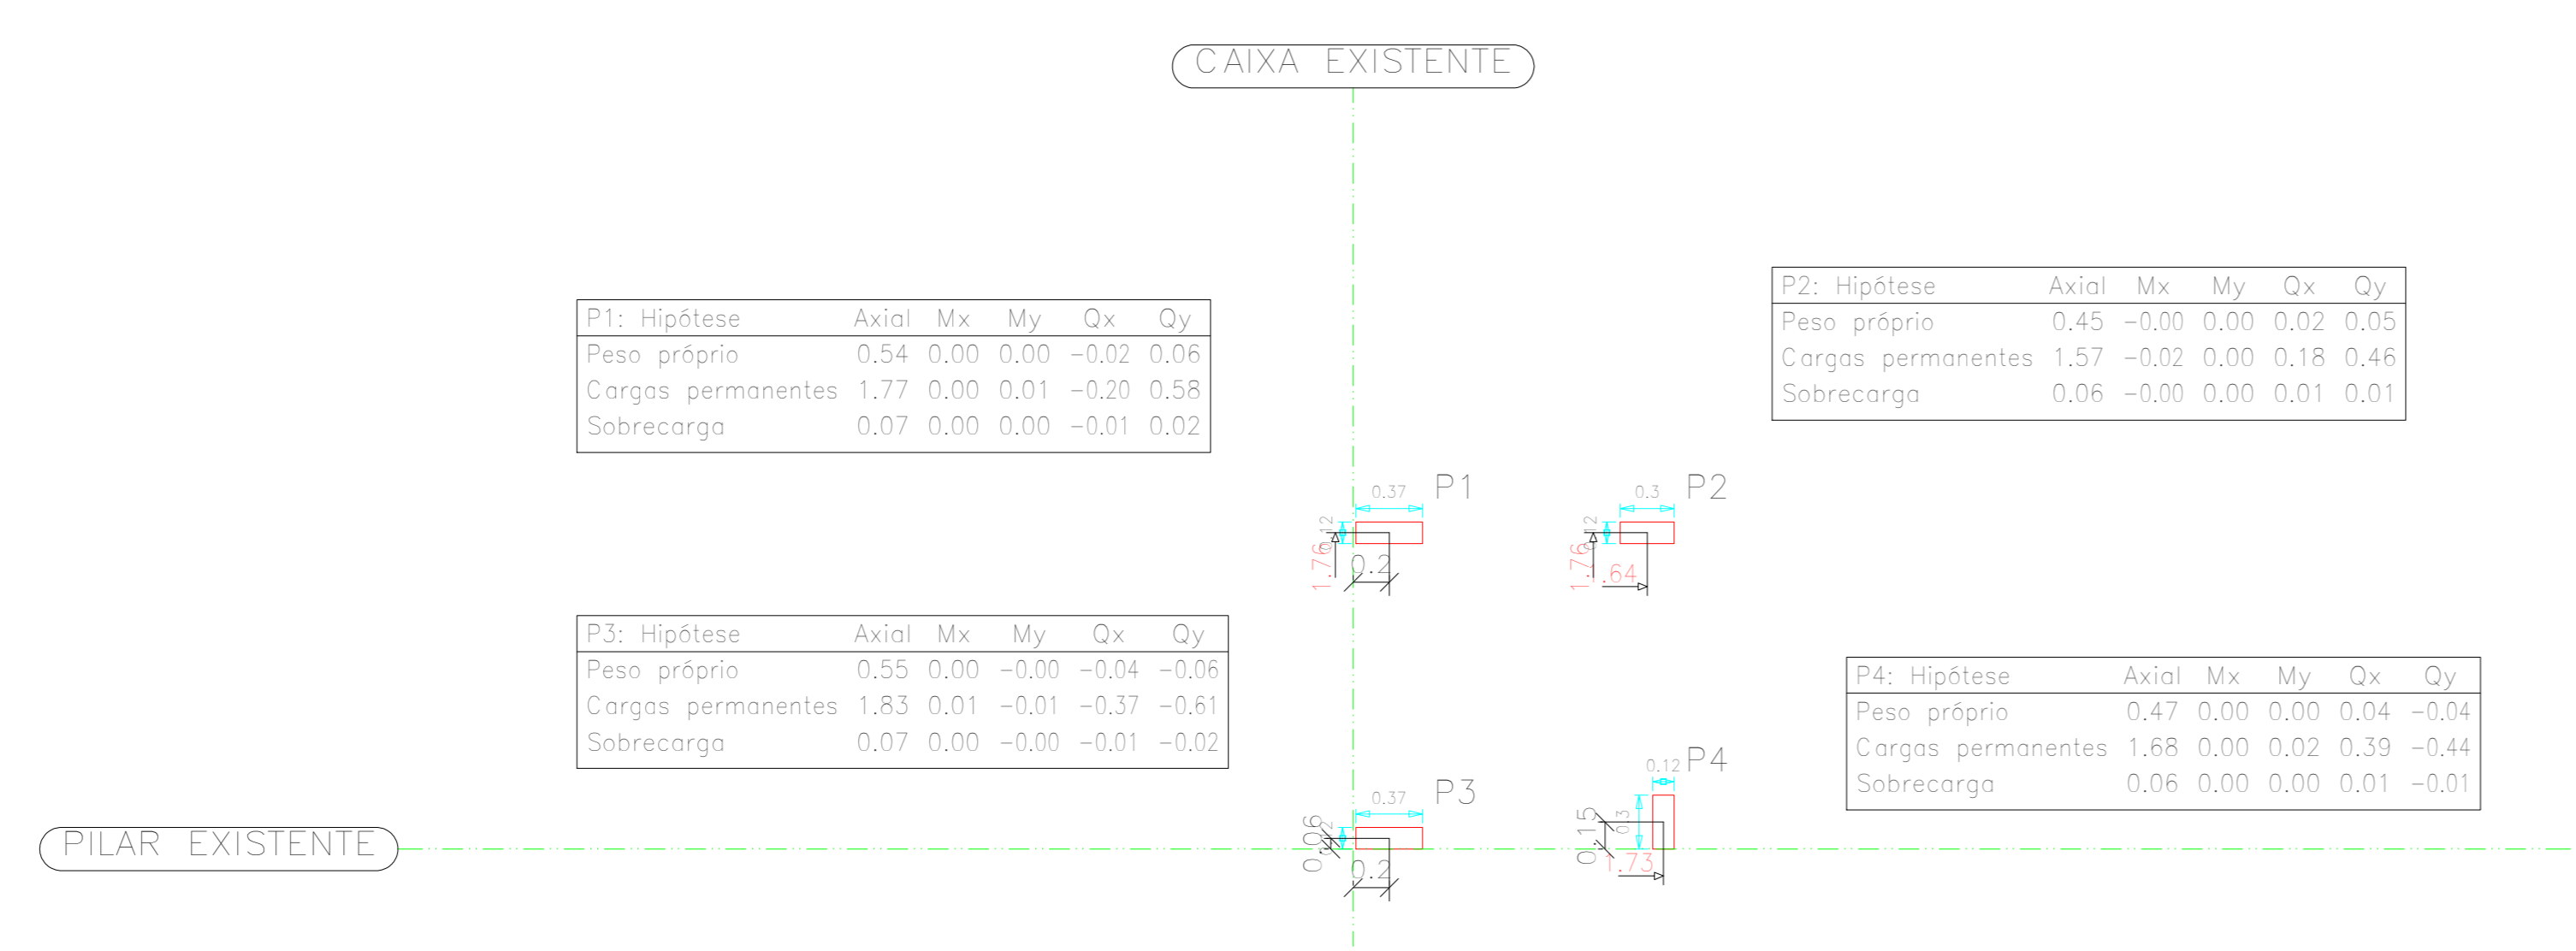 CAIXA EXISTENTE
P2: Hipótese Axial Mx My Qx Qy
Peso próprio 0.45 -0.00 0.00 0.02 0.05
Cargas permanentes 1.57 -0.02 0.00 0.18 0.46
Sobrecarga 0.06 -0.00 0.00 0.01 0.01
P1: Hipótese Axial Mx My Qx Qy
Peso próprio 0.54 0.00 0.00 -0.02 0.06
Cargas permanentes 1.77 0.00 0.01 -0.20 0.58
Sobrecarga 0.07 0.00 0.00 -0.01 0.02
0.37 P1
0.3 P2
1.76
0.2
1.76
.64
P3: Hipótese Axial Mx My Qx Qy
Peso próprio 0.55 0.00 -0.00 -0.04 -0.06
Cargas permanentes 1.83 0.01 -0.01 -0.37 -0.61
Sobrecarga 0.07 0.00 -0.00 -0.01 -0.02
P4: Hipótese Axial Mx My Qx Qy
Peso próprio 0.47 0.00 0.00 0.04 -0.04
Cargas permanentes 1.68 0.00 0.02 0.39 -0.44
Sobrecarga 0.06 0.00 0.00 0.01 -0.01
0.37 P3
0.12 P4
0.06
0.2
0.15
0.3
1.73
PILAR EXISTENTE